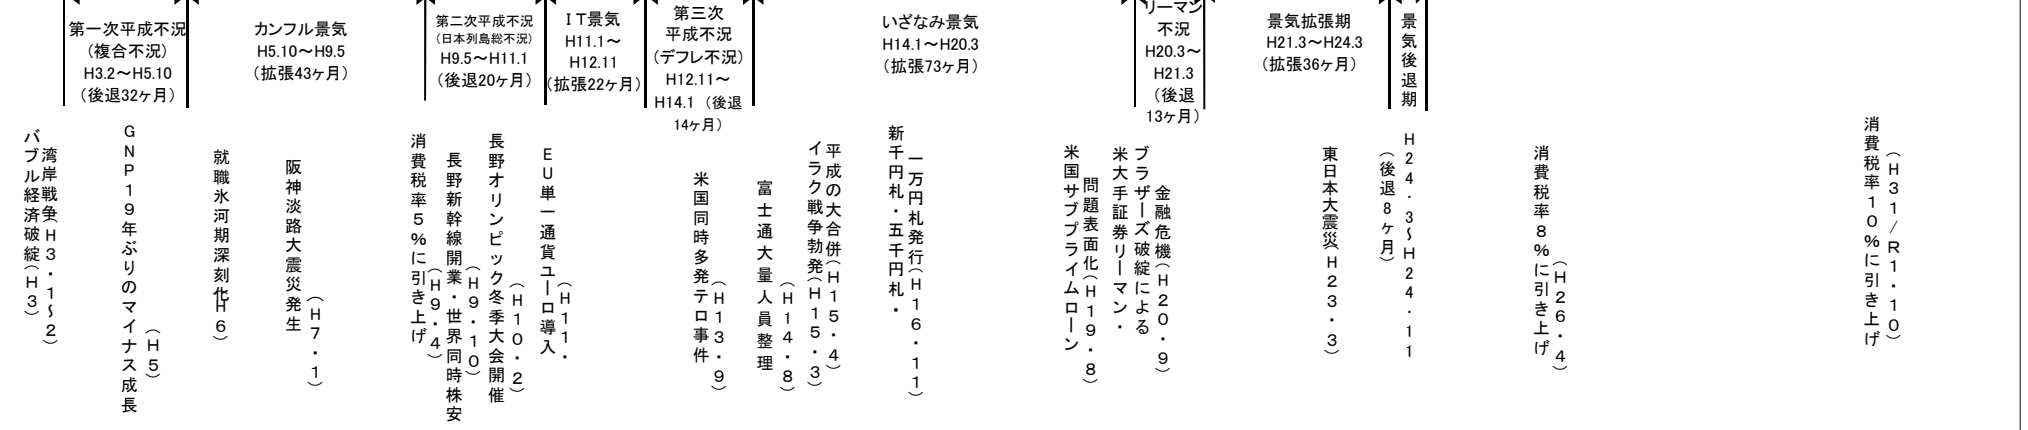 第一次平成不況
（複合不況）
H3.2～H5.10
（後退32ヶ月）
カンフル景気
H5.10～H9.5
（拡張43ヶ月）
第二次平成不況
（日本列島総不況）
H9.5～H11.1
（後退20ヶ月）
ＩＴ景気
H11.1～
H12.11
（拡張22ヶ月）
第三次
平成不況
（デフレ不況）
H12.11～
H14.1（後退
14ヶ月）
いざなみ景気
H14.1～H20.3
（拡張73ヶ月）
リーマン
不況
H20.3～
H21.3
（後退
13ヶ月）
景気拡張期
H21.3～H24.3
（拡張36ヶ月）
景気後退期
バブル経済破綻（Ｈ３）
湾岸戦争（Ｈ３・１～２）
ＧＮＰ１９年ぶりのマイナス成長
（Ｈ５）
就職氷河期深刻化（Ｈ６）
阪神淡路大震災発生
（Ｈ７・１）
消費税率５%に引き上げ
（Ｈ９・４）
長野新幹線開業・世界同時株安
（Ｈ９・１０）
長野オリンピック冬季大会開催
（Ｈ１０・２）
ＥＵ単一通貨ユーロ導入
（Ｈ１１・
米国同時多発テロ事件
（Ｈ１３・９）
富士通大量人員整理
（Ｈ１４・８）
イラク戦争勃発（Ｈ１５・３）
平成の大合併（Ｈ１５・４）
新千円札・五千円札・
一万円札発行（Ｈ１６・１１）
米国サブプライムローン
問題表面化（Ｈ１９・８）
米大手証券リーマン・
ブラザーズ破綻による
金融危機（Ｈ２０・９）
東日本大震災（Ｈ２３・３）
（後退８ヶ月）
Ｈ２４・３～Ｈ２４・１１
消費税率８%に引き上げ
（Ｈ２６・４）
消費税率１０%に引き上げ
（Ｈ３１／Ｒ１・１０）